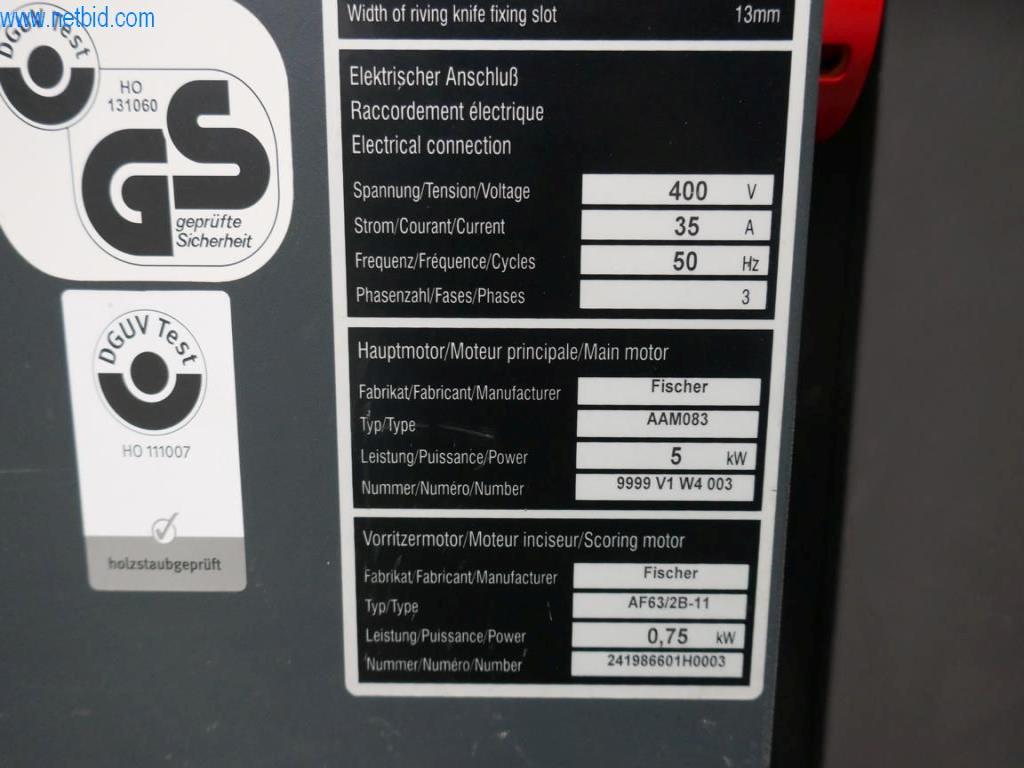 www.netbid.com
DGUV Test
HO
131060
GS
geprüfte
Sicherheit
DGUV Test
HO 111007
holzstaubgeprüft
Width of riving knife fixing slot 13mm
Elektrischer Anschluß
Raccordement électrique
Electrical connection
Spannung/Tension/Voltage 400 V
Strom/Courant/Current 35 A
Frequenz/Fréquence/Cycles 50 Hz
Phasenzahl/Fases/Phases 3
Hauptmotor/Moteur principale/Main motor
Fabrikat/Fabricant/Manufacturer Fischer
Typ/Type AAM083
Leistung/Puissance/Power 5 kW
Nummer/Numéro/Number 9999 V1 W4 003
Vorritzermotor/Moteur inciseur/Scoring motor
Fabrikat/Fabricant/Manufacturer Fischer
Typ/Type AF63/2B-11
Leistung/Puissance/Power 0,75 kW
Nummer/Numéro/Number 241986601H0003